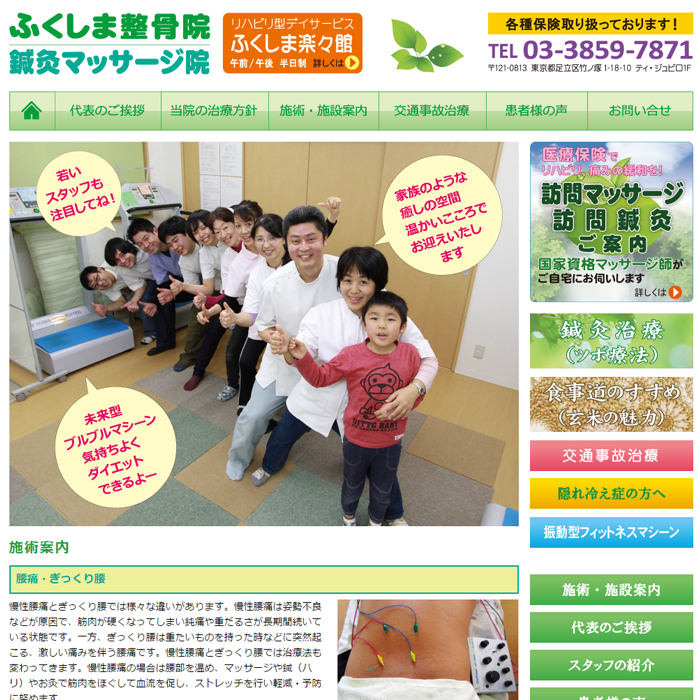 ふくしま整骨院
鍼灸マッサージ院
リハビリ型デイサービス
ふくしま楽々館
午前/午後 半日制 詳しくは
各種保険取り扱っております!
TEL 03-3859-7871
〒121-0813 東京都足立区竹ノ塚1-18-10 ティ・ジュピロ1F
代表のご挨拶
当院の治療方針
施術・施設案内
交通事故治療
患者様の声
お問い合せ
若い
スタッフも
注目してね!
家族のような
癒しの空間
温かいこころで
お迎えいたし
ます
未来型
ブルブルマシーン
気持ちよく
ダイエット
できるよー
医療保険で
リハビリ、痛みの緩和を!
訪問マッサージ
訪問鍼灸
ご案内
国家資格マッサージ師が
ご自宅にお伺いします
詳しくは
鍼灸治療
(ツボ療法)
食事道のすすめ
(玄米の魅力)
交通事故治療
隠れ冷え症の方へ
振動型フィットネスマシーン
施術・施設案内
代表のご挨拶
スタッフの紹介
患者様の声
施術案内
腰痛・ぎっくり腰
慢性腰痛とぎっくり腰では様々な違いがあります。慢性腰痛は姿勢不良
などが原因で、筋肉が硬くなってしまい鈍痛や重だるさが長期間続いて
いる状態です。一方、ぎっくり腰は重たいものを持った時などに突然起
こる、激しい痛みを伴う腰痛です。慢性腰痛とぎっくり腰では治療法も
変わってきます。慢性腰痛の場合は腰部を温め、マッサージや鍼(ハ
リ)やお灸で筋肉をほぐして血流を促し、ストレッチを行い軽減・予防
に努めます。